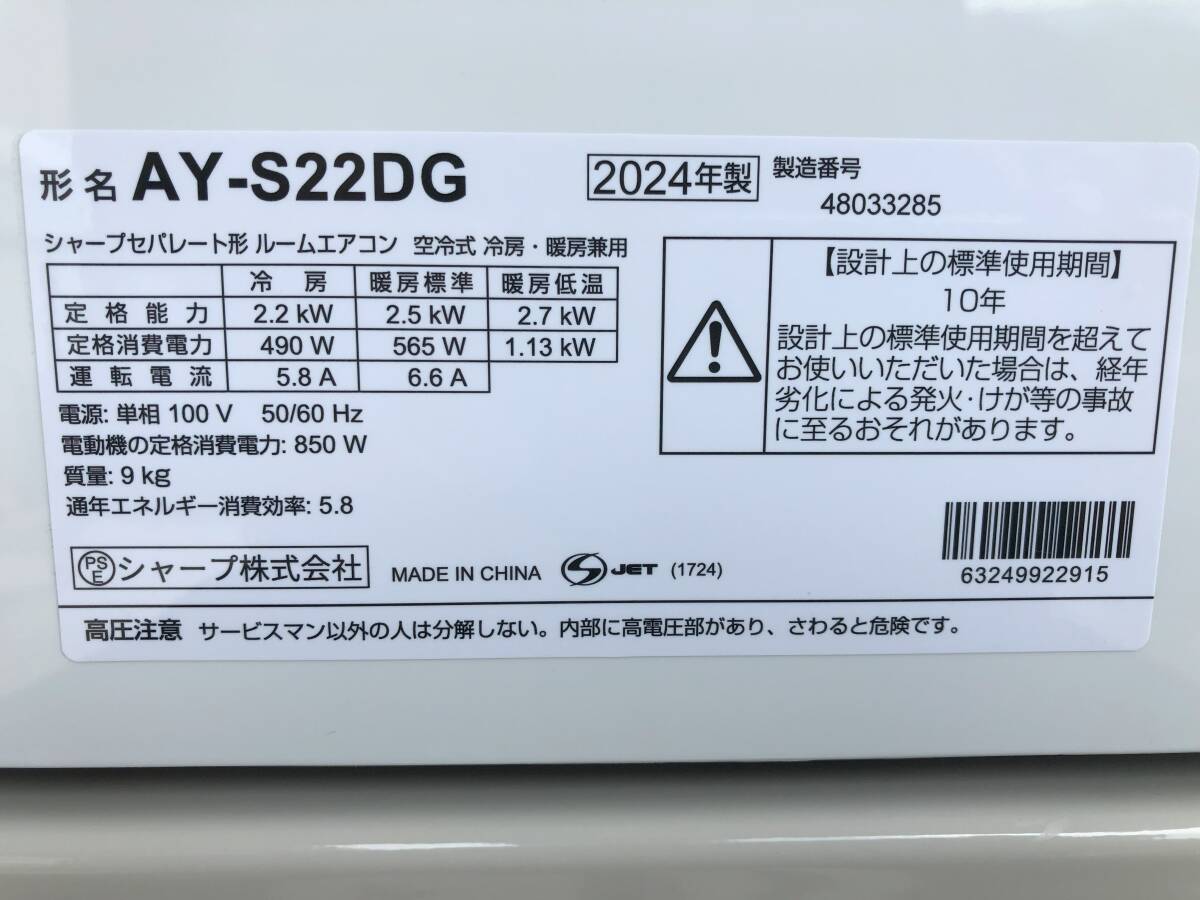 形名 AY-S22DG
2024年製
製造番号
48033285
シャープセパレート形 ルームエアコン 空冷式 冷房・暖房兼用
冷房 暖房標準 暖房低温
定格能力 2.2 kW 2.5 kW 2.7 kW
定格消費電力 490 W 565 W 1.13 kW
運転電流 5.8 A 6.6 A
電源: 単相 100 V 50/60 Hz
電動機の定格消費電力: 850 W
質量: 9 kg
通年エネルギー消費効率: 5.8
【設計上の標準使用期間】
10年
設計上の標準使用期間を超えて
お使いいただいた場合は、経年
劣化による発火・けが等の事故
に至るおそれがあります。
PSE シャープ株式会社 MADE IN CHINA S JET (1724)
63249922915
高圧注意 サービスマン以外の人は分解しない。内部に高電圧部があり、さわると危険です。